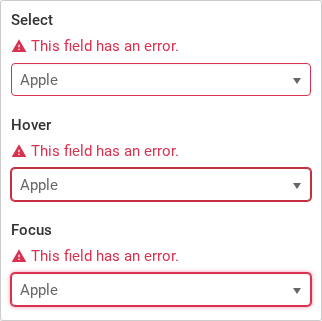 Select
This field has an error.
Apple
Hover
This field has an error.
Apple
Focus
This field has an error.
Apple